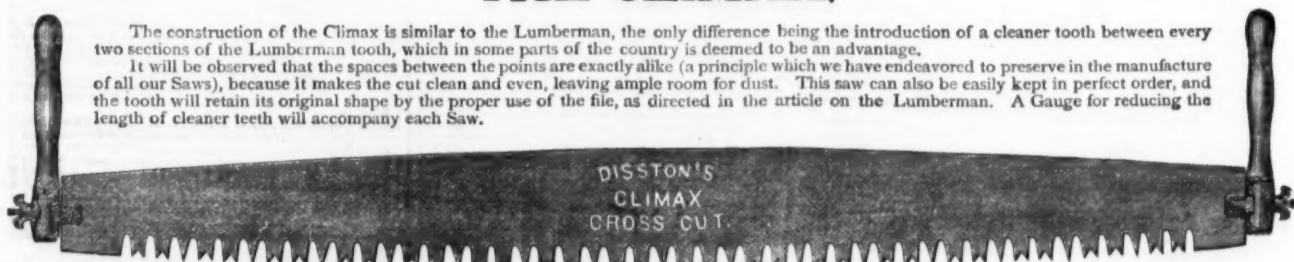 The construction of the Climax is similar to the Lumberman, the only difference being the introduction of a cleaner tooth between every
two sections of the Lumberman tooth, which in some parts of the country is deemed to be an advantage.
It will be observed that the spaces between the points are exactly alike (a principle which we have endeavored to preserve in the manufacture
of all our Saws), because it makes the cut clean and even, leaving ample room for dust. This saw can also be easily kept in perfect order, and
the tooth will retain its original shape by the proper use of the file, as directed in the article on the Lumberman. A Gauge for reducing the
length of cleaner teeth will accompany each Saw.
DISSTON'S
CLIMAX
CROSS CUT.